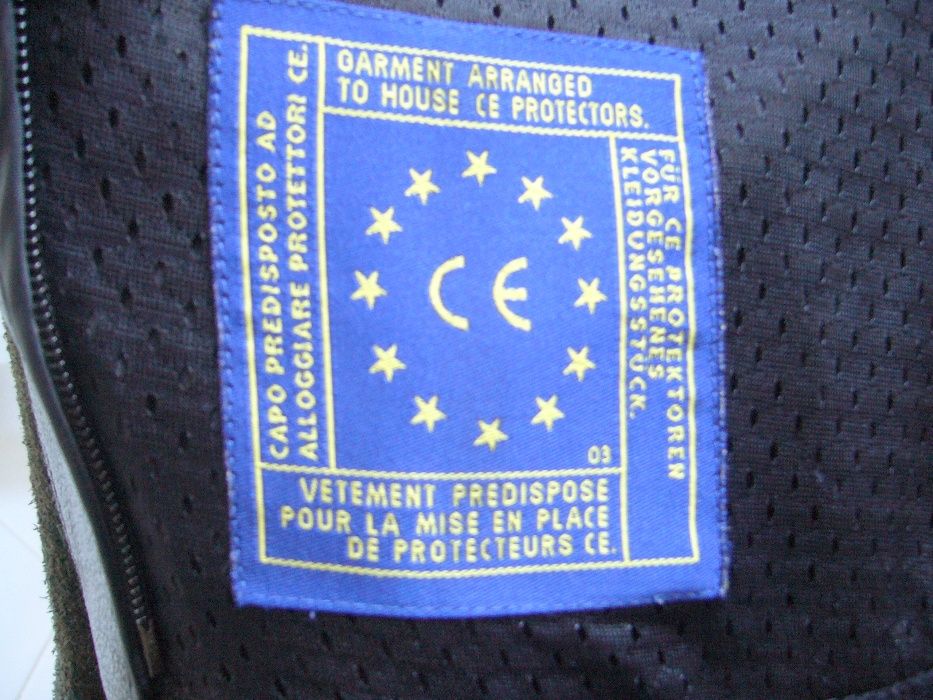 GARMENT ARRANGED
TO HOUSE CE PROTECTORS.
CAPO PREDISPOSTO AD
ALLOGGIARE PROTETTORI CE.
FÜR CE PROTEKTOREN
VORGESEHENES
KLEIDUNGSSTÜCK.
CE
03
VETEMENT PREDISPOSE
POUR LA MISE EN PLACE
DE PROTECTEURS CE.